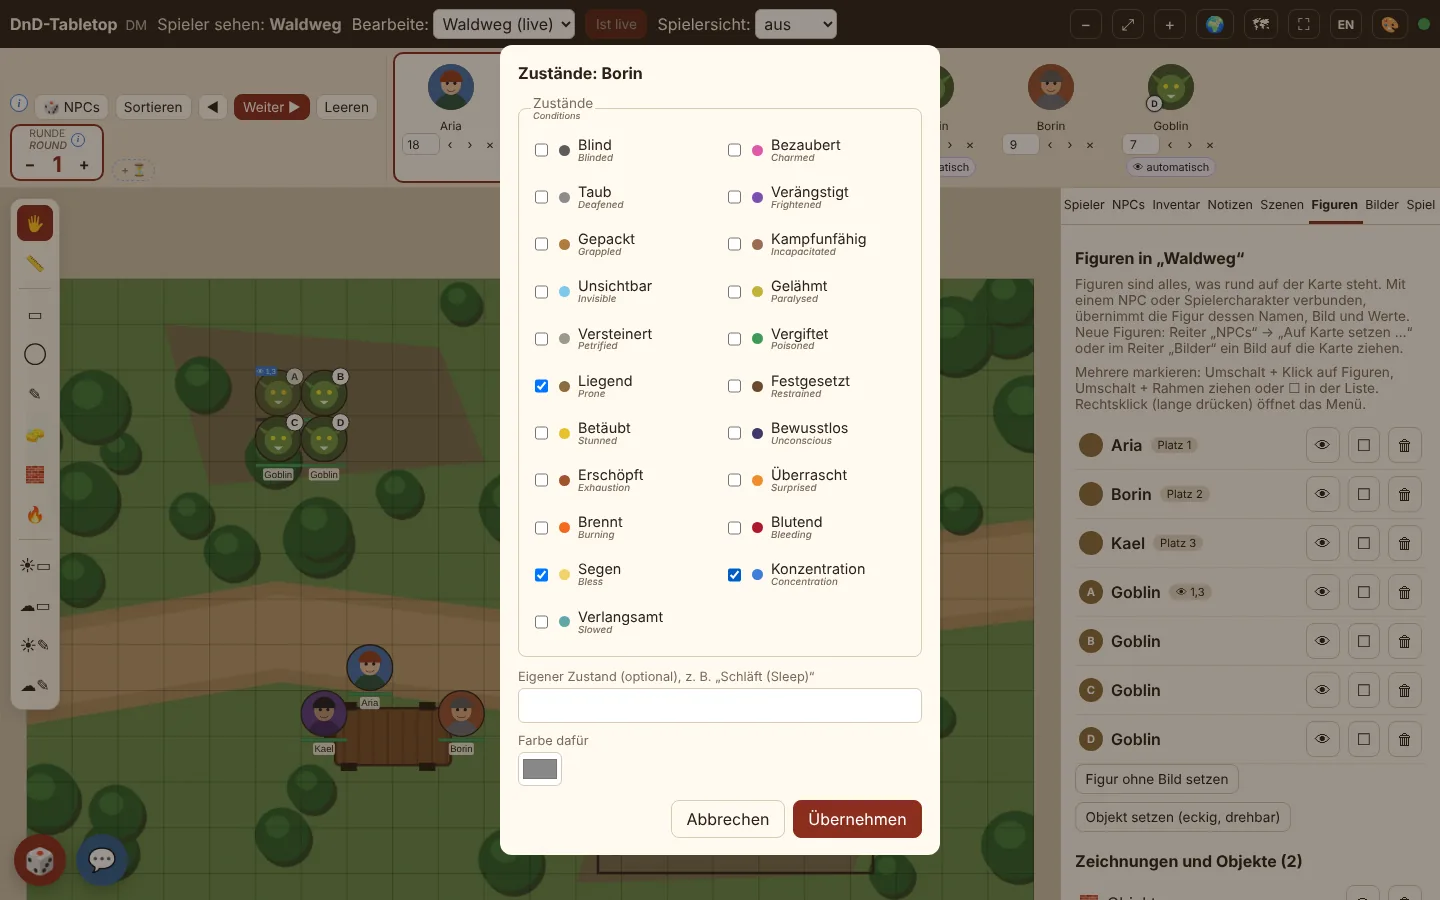 DnD-Tabletop DM Spieler sehen: Waldweg Bearbeite: Waldweg (live) Ist live Spielersicht: aus
EN
NPCs Sortieren Weiter Leeren
RUNDE
ROUND
− 1 +
Aria
18
Borin
9
Goblin
7
automatisch
D
Zustände: Borin
Zustände
Conditions
Blind
Blinded
Bezaubert
Charmed
Taub
Deafened
Verängstigt
Frightened
Gepackt
Grappled
Kampfunfähig
Incapacitated
Unsichtbar
Invisible
Gelähmt
Paralysed
Versteinert
Petrified
Vergiftet
Poisoned
Liegend
Prone
Festgesetzt
Restrained
Betäubt
Stunned
Bewusstlos
Unconscious
Erschöpft
Exhaustion
Überrascht
Surprised
Brennt
Burning
Blutend
Bleeding
Segen
Bless
Konzentration
Concentration
Verlangsamt
Slowed
Eigener Zustand (optional), z. B. „Schläft (Sleep)“
Farbe dafür
Abbrechen Übernehmen
A B
C D
1,3
Goblin Goblin
Aria
Kael
Borin
Spieler NPCs Inventar Notizen Szenen Figuren Bilder Spiel
Figuren in „Waldweg“
Figuren sind alles, was rund auf der Karte steht. Mit
einem NPC oder Spielercharakter verbunden,
übernimmt die Figur dessen Namen, Bild und Werte.
Neue Figuren: Reiter „NPCs“ → „Auf Karte setzen ...“
oder im Reiter „Bilder“ ein Bild auf die Karte ziehen.
Mehrere markieren: Umschalt + Klick auf Figuren,
Umschalt + Rahmen ziehen oder ☐ in der Liste.
Rechtsklick (lange drücken) öffnet das Menü.
Aria Platz 1
Borin Platz 2
Kael Platz 3
A Goblin 1,3
B Goblin
C Goblin
D Goblin
Figur ohne Bild setzen
Objekt setzen (eckig, drehbar)
Zeichnungen und Objekte (2)